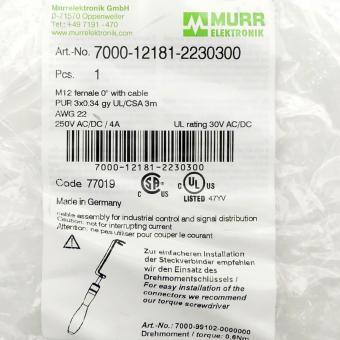 Murrelektronik GmbH
D-71570 Oppenweiler
Tel.+49 7191 -470
www.murrelektronik.com
MURR
ELEKTRONIK
Art.-No. 7000-12181-2230300
Pcs. 1
M12 female 0° with cable
PUR 3x0.34 gy UL/CSA 3m
AWG 22
250V AC/DC / 4A UL rating 30V AC/DC
7000-12181-2230300
Code 77019
C US
C UL US
LISTED 47YV
Made in Germany
cable assembly for industrial control and signal distribution
Caution: not for interrupting current
Attention: ne pas utiliser pour couper le courant
Zur einfacheren Installation
der Steckverbinder empfehlen
wir den Einsatz des
Drehmomentschlüssels /
For easy installation of the
connectors we recommend
our torque screwdriver
Art.-No.: 7000-99102-0000000
Drehmoment / torque: 0,6Nm